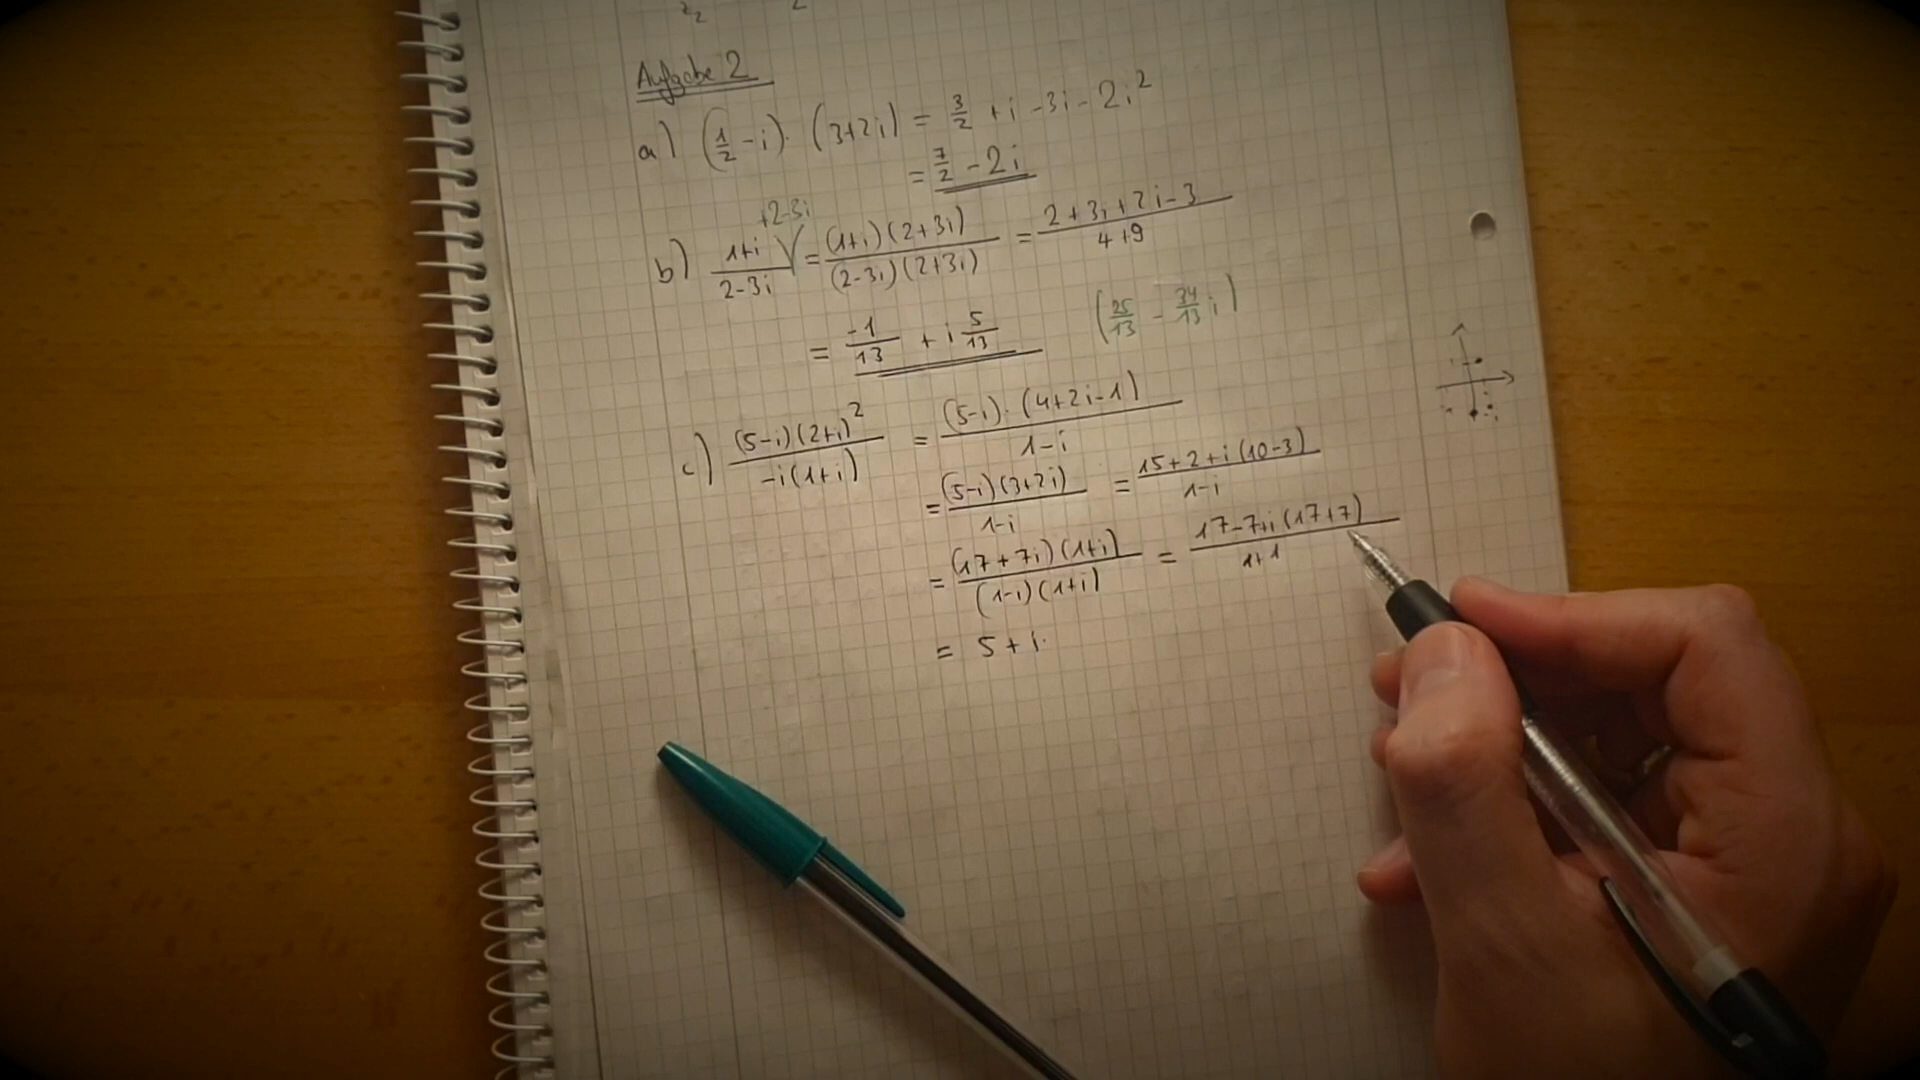 z₂ 2
Aufgabe 2
a) (1/2 - i) · (3+2i) = 3/2 + i - 3i - 2i²
= 7/2 - 2i
+2-3i
b) (1+i)/(2-3i) = ((1+i)(2+3i))/((2-3i)(2+3i)) = (2+3i+2i-3)/(4+9)
= -1/13 + i 5/13 (25/13 - 34/13 i)
c) ((5-i)(2+i)²)/(-i(1+i)) = ((5-i)·(4+2i-1))/(1-i)
= ((5-i)(3+2i))/(1-i) = (15+2+i(10-3))/(1-i)
= ((17+7i)(1+i))/((1-i)(1+i)) = (17-7+i(17+7))/(1+1)
= 5+i·